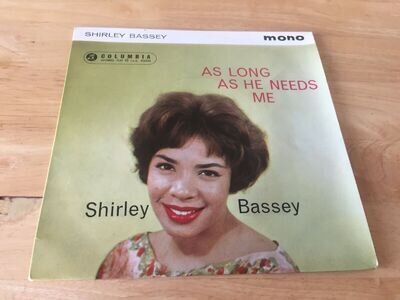 SHIRLEY BASSEY mono
COLUMBIA
AS LONG
AS HE NEEDS
ME
Shirley Bassey